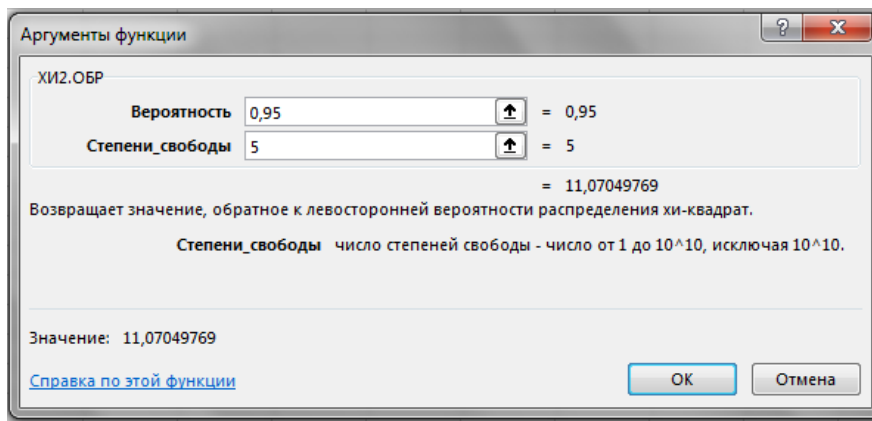 Аргументы функции
? X
ХИ2.ОБР
Вероятность 0,95 = 0,95
Степени_свободы 5 = 5
= 11,07049769
Возвращает значение, обратное к левосторонней вероятности распределения хи-квадрат.
Степени_свободы число степеней свободы - число от 1 до 10^10, исключая 10^10.
Значение: 11,07049769
Справка по этой функции
ОК Отмена